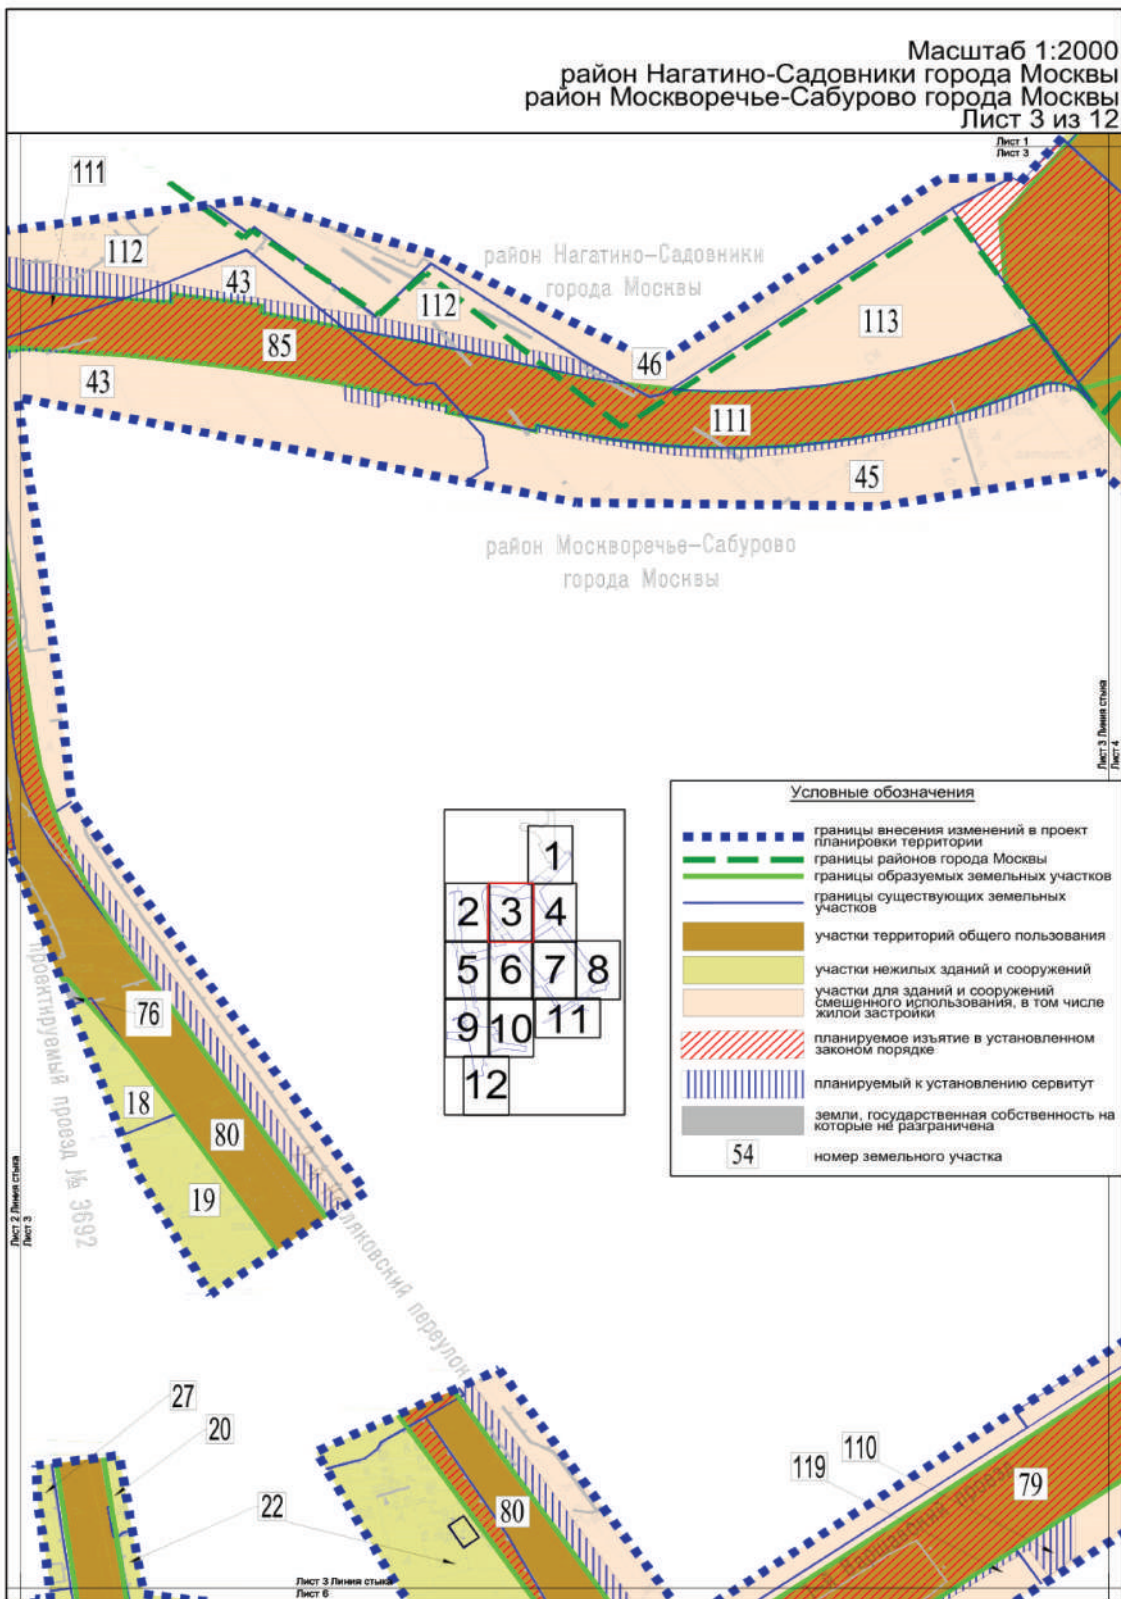 Масштаб 1:2000
район Нагатино-Садовники города Москвы
район Москворечье-Сабурово города Москвы
Лист 3 из 12
Лист 1
Лист 3
111
112
43
112
район Нагатино-Садовники
города Москвы
113
85
46
43
111
45
район Москворечье-Сабурово
города Москвы
Лист 3 Линия стыка
Лист 4
Условные обозначения
границы внесения изменений в проект
планировки территории
границы районов города Москвы
границы образуемых земельных участков
границы существующих земельных
участков
участки территорий общего пользования
участки нежилых зданий и сооружений
участки для зданий и сооружений
смешенного использования, в том числе
жилой застройки
планируемое изъятие в установленном
законом порядке
планируемый к установлению сервитут
земли, государственная собственность на
которые не разграничена
54
номер земельного участка
1
2
3
4
5
6
7
8
9
10
11
12
76
18
80
19
проектируемый проезд № 3692
Лист 2 Линия стыка
Лист 3
переулок
27
20
22
80
119
110
79
Варшавский проезд
Лист 3 Линия стыка
Лист 6